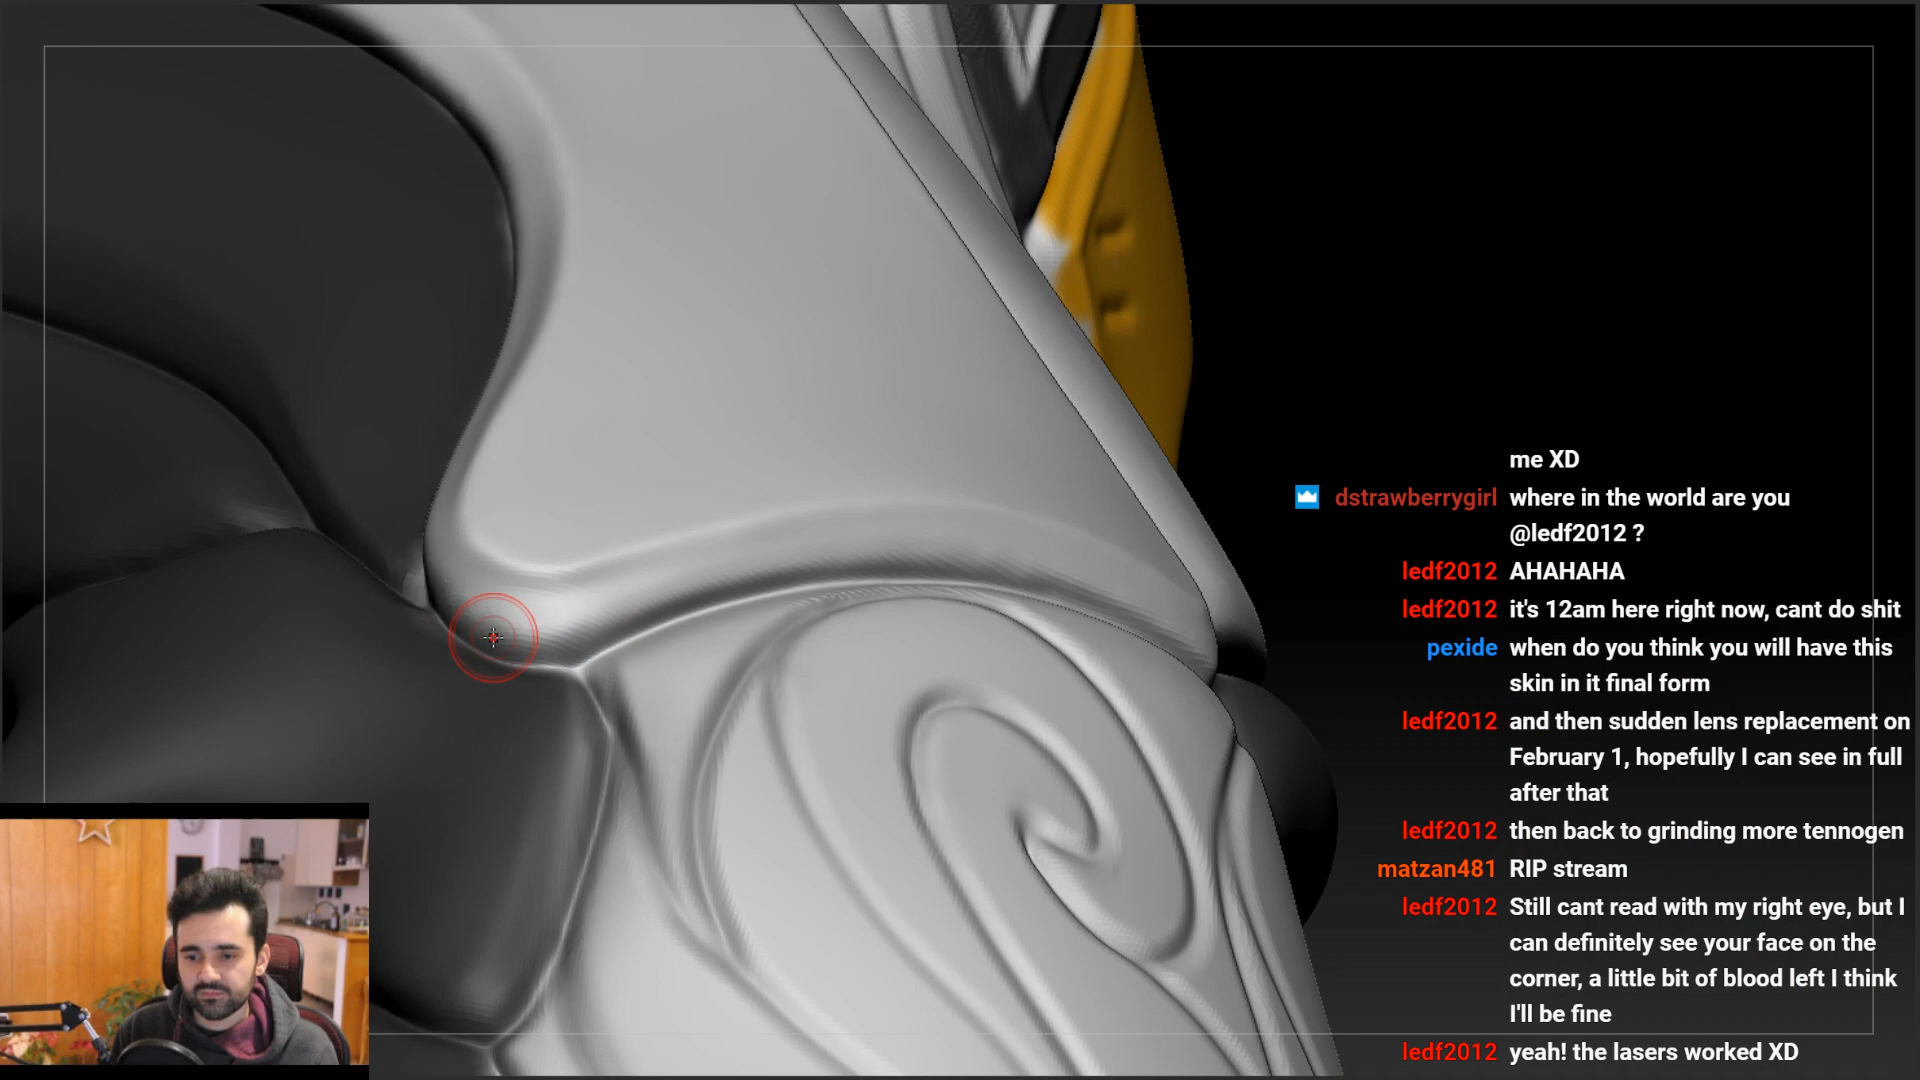 me XD
dstrawberrygirl where in the world are you
@ledf2012 ?
ledf2012 AHAHAHA
ledf2012 it's 12am here right now, cant do shit
pexide when do you think you will have this
skin in it final form
ledf2012 and then sudden lens replacement on
February 1, hopefully I can see in full
after that
ledf2012 then back to grinding more tennogen
matzan481 RIP stream
ledf2012 Still cant read with my right eye, but I
can definitely see your face on the
corner, a little bit of blood left I think
I'll be fine
ledf2012 yeah! the lasers worked XD